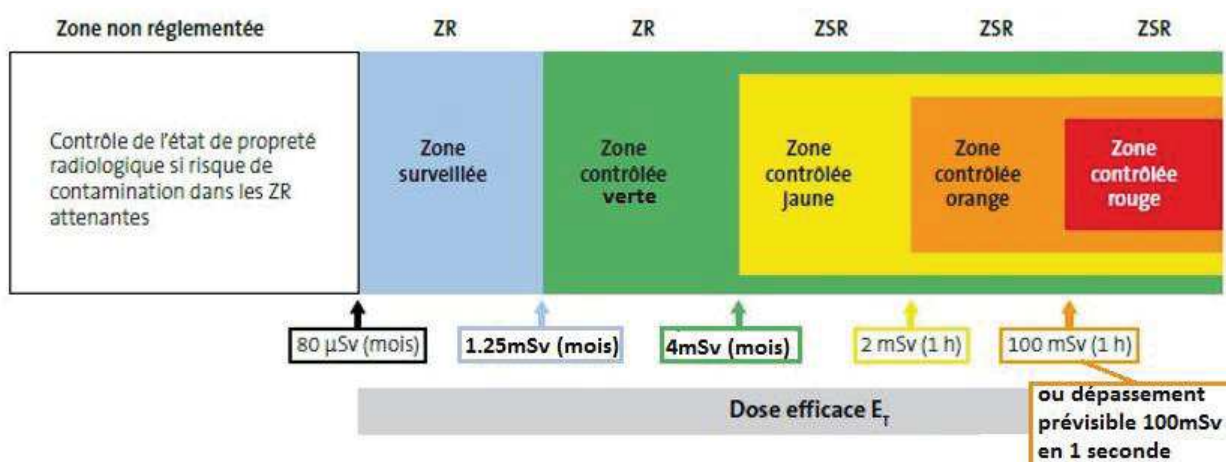 Zone non réglementée ZR ZR ZSR ZSR ZSR
Contrôle de l'état de propreté
radiologique si risque de
contamination dans les ZR
attenantes
Zone
surveillée
Zone
contrôlée
verte
Zone
contrôlée
jaune
Zone
contrôlée
orange
Zone
contrôlée
rouge
80 µSv (mois)
1.25mSv (mois)
4mSv (mois)
2 mSv (1 h)
100 mSv (1 h)
Dose efficace E_T
ou dépassement
prévisible 100mSv
en 1 seconde